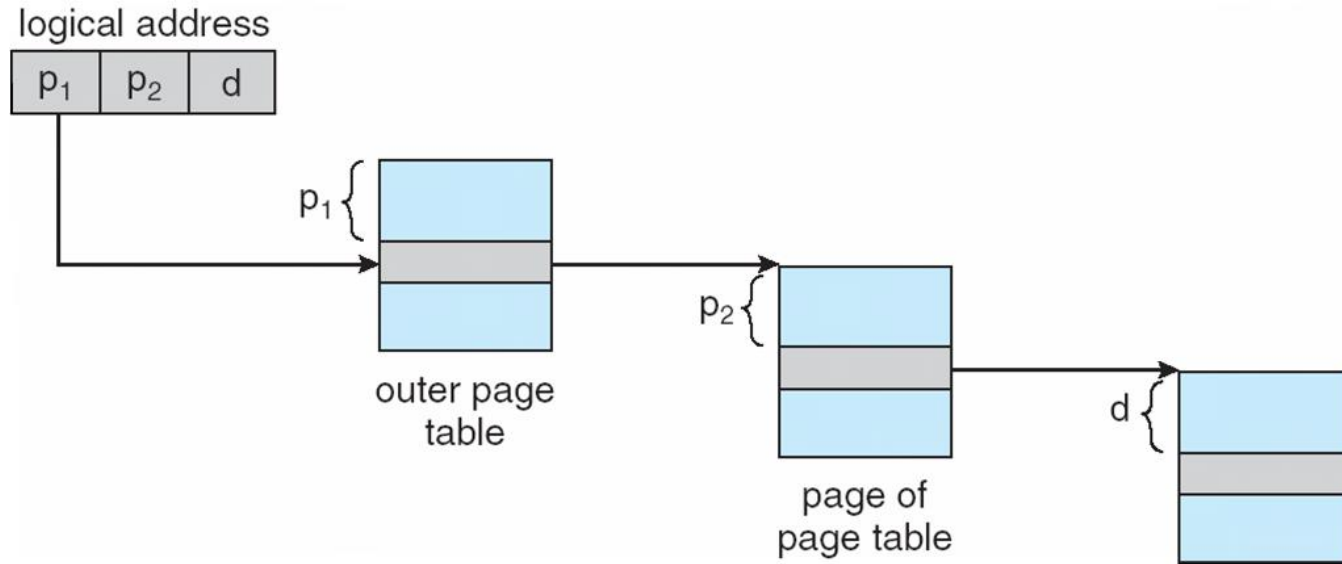 logical address
p₁ p₂ d
p₁
outer page
table
p₂
page of
page table
d